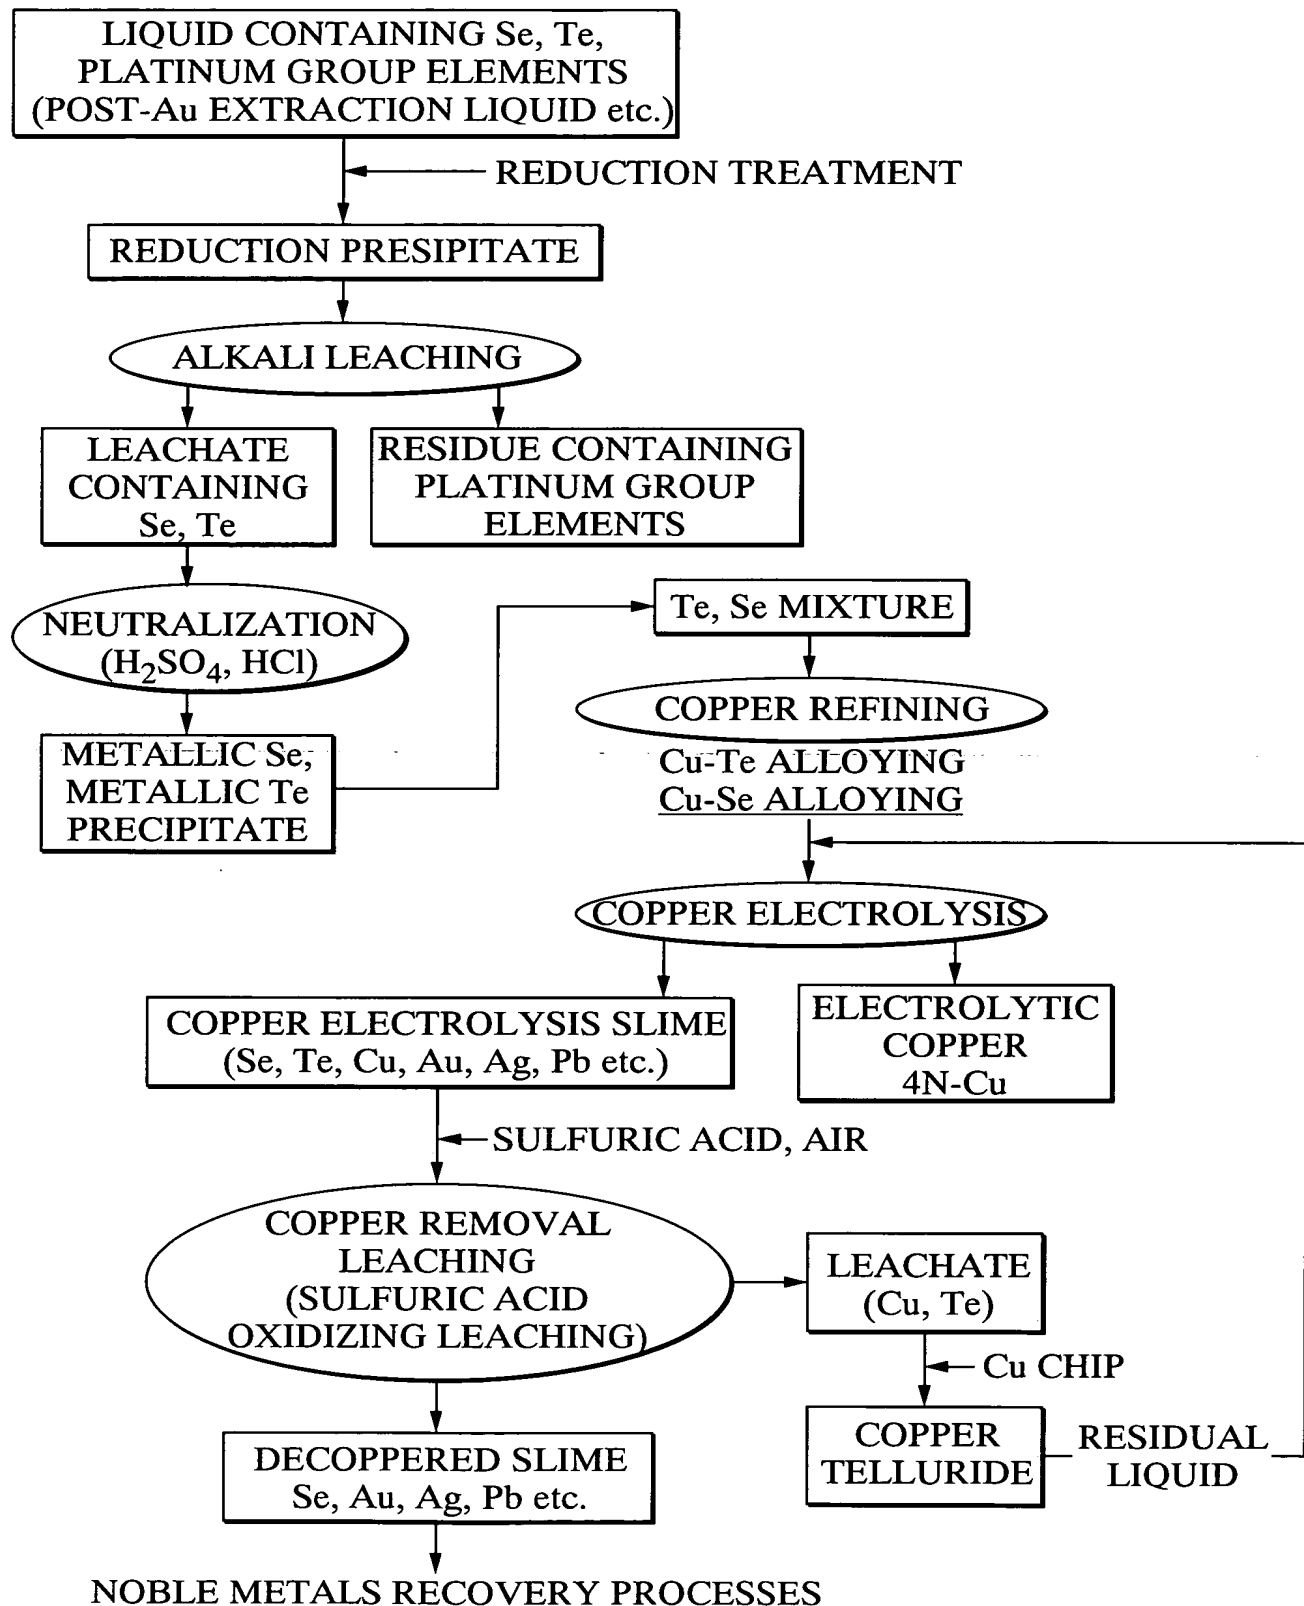 LIQUID CONTAINING Se, Te,
PLATINUM GROUP ELEMENTS
(POST-Au EXTRACTION LIQUID etc.)
REDUCTION TREATMENT
REDUCTION PRESIPITATE
ALKALI LEACHING
LEACHATE
CONTAINING
Se, Te
RESIDUE CONTAINING
PLATINUM GROUP
ELEMENTS
NEUTRALIZATION
(H₂SO₄, HCl)
METALLIC Se,
METALLIC Te
PRECIPITATE
Te, Se MIXTURE
COPPER REFINING
Cu-Te ALLOYING
Cu-Se ALLOYING
COPPER ELECTROLYSIS
COPPER ELECTROLYSIS SLIME
(Se, Te, Cu, Au, Ag, Pb etc.)
ELECTROLYTIC
COPPER
4N-Cu
SULFURIC ACID, AIR
COPPER REMOVAL
LEACHING
(SULFURIC ACID
OXIDIZING LEACHING)
LEACHATE
(Cu, Te)
Cu CHIP
COPPER
TELLURIDE
RESIDUAL
LIQUID
DECOPPERED SLIME
Se, Au, Ag, Pb etc.
NOBLE METALS RECOVERY PROCESSES